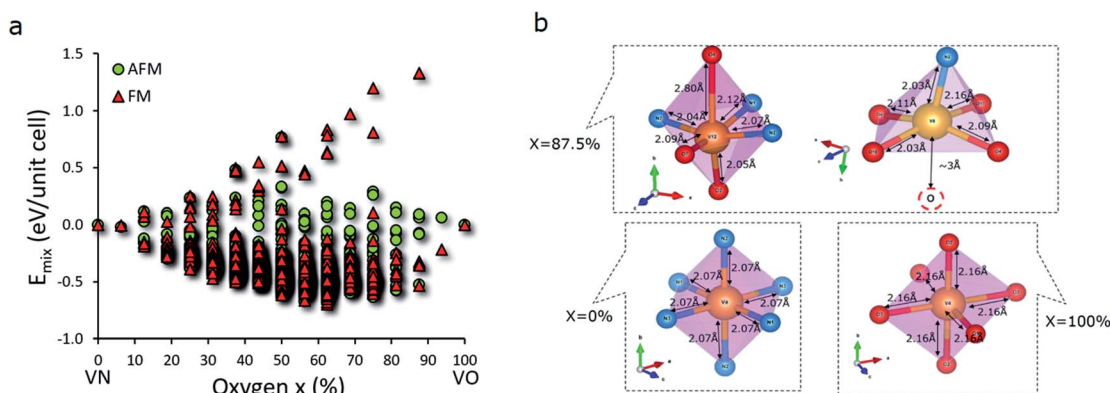 a
E_mix (eV/unit cell)
1.5
1.0
0.5
0.0
-0.5
-1.0
AFM
FM
0 10 20 30 40 50 60 70 80 90 100
VN Oxygen x (%) VO
b
X=87.5%
2.80Å
2.12Å
2.04Å
2.07Å
2.09Å
2.05Å
V12
N1
b
a
c
2.03Å
2.16Å
2.11Å
2.09Å
2.03Å
~3Å
O
V8
b
a
c
X=0%
2.07Å
2.07Å
2.07Å
2.07Å
2.07Å
2.07Å
b
a
c
2.16Å
2.16Å
2.16Å
2.16Å
2.16Å
2.16Å
b
a
c
X=100%